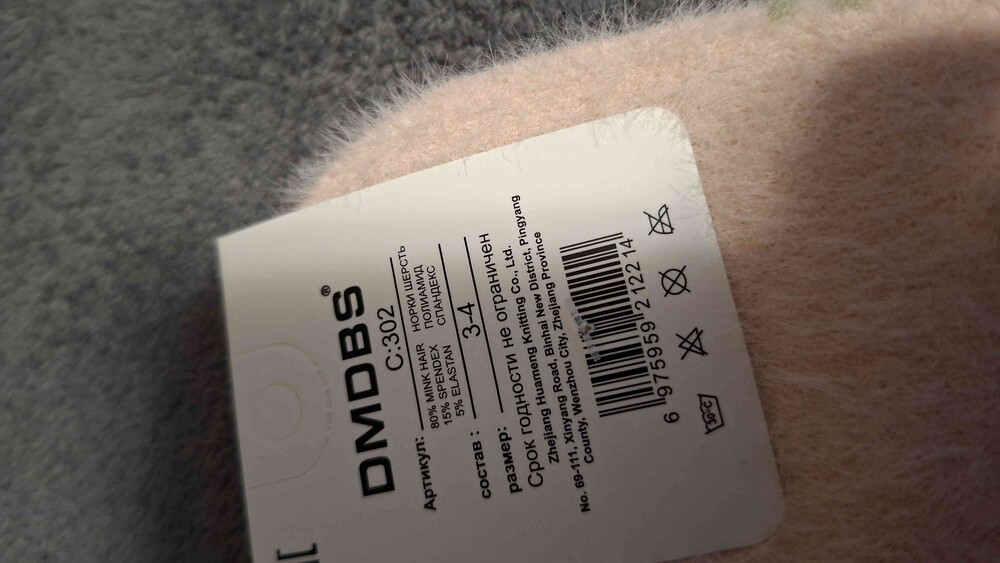 DMDBS®
Артикул: C:302
80% MINK HAIR НОРКИ ШЕРСТЬ
15% SPENDEX ПОЛИАМИД
5% ELASTAN СПАНДЕКС
состав :
размер: 3-4
Срок годности не ограничен
Zhejiang Huameng Knitting Co., Ltd.
No. 69-111, Xinyang Road, Binhai New District, Pingyang
County, Wenzhou City, Zhejiang Province
6 975959 212214
30°C